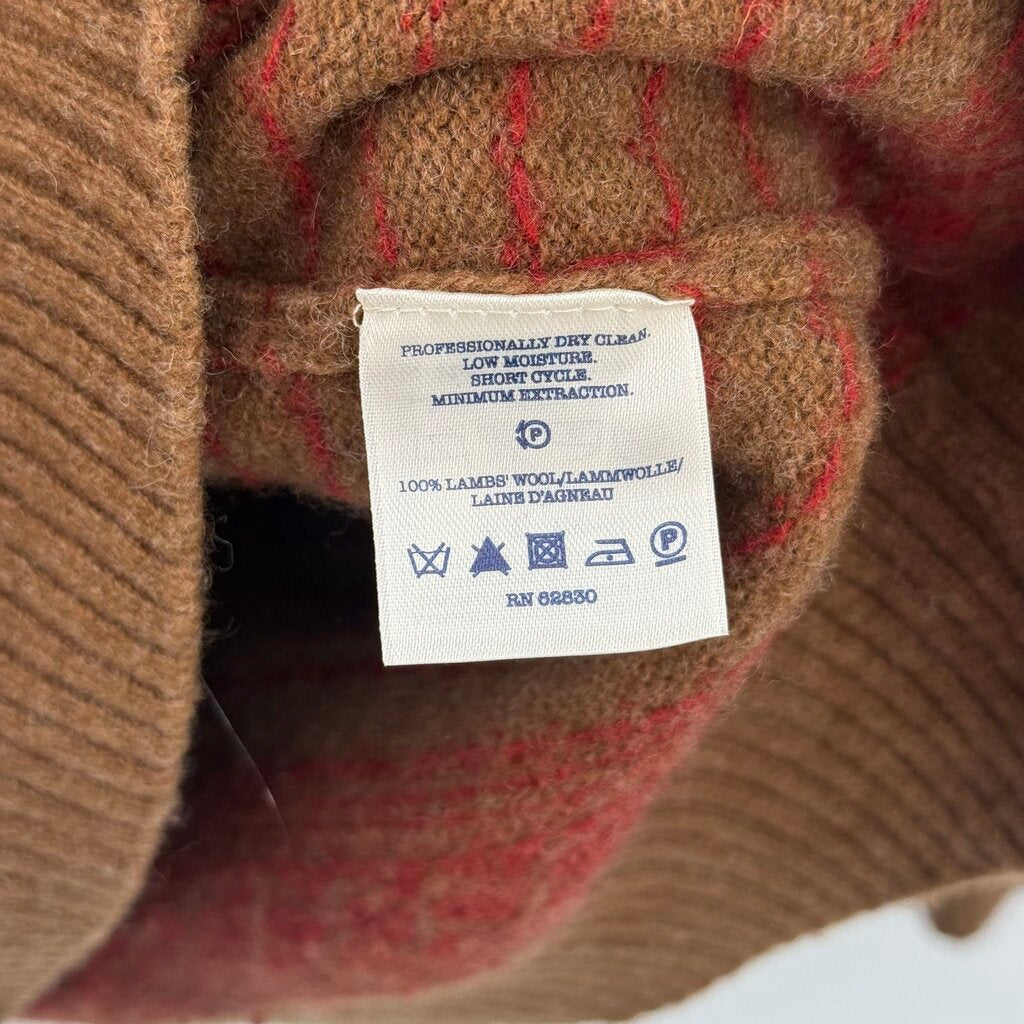 PROFESSIONALLY DRY CLEAN.
LOW MOISTURE.
SHORT CYCLE.
MINIMUM EXTRACTION.
P
100% LAMBS' WOOL/LAMMWOLLE/
LAINE D'AGNEAU
P
RN 62830